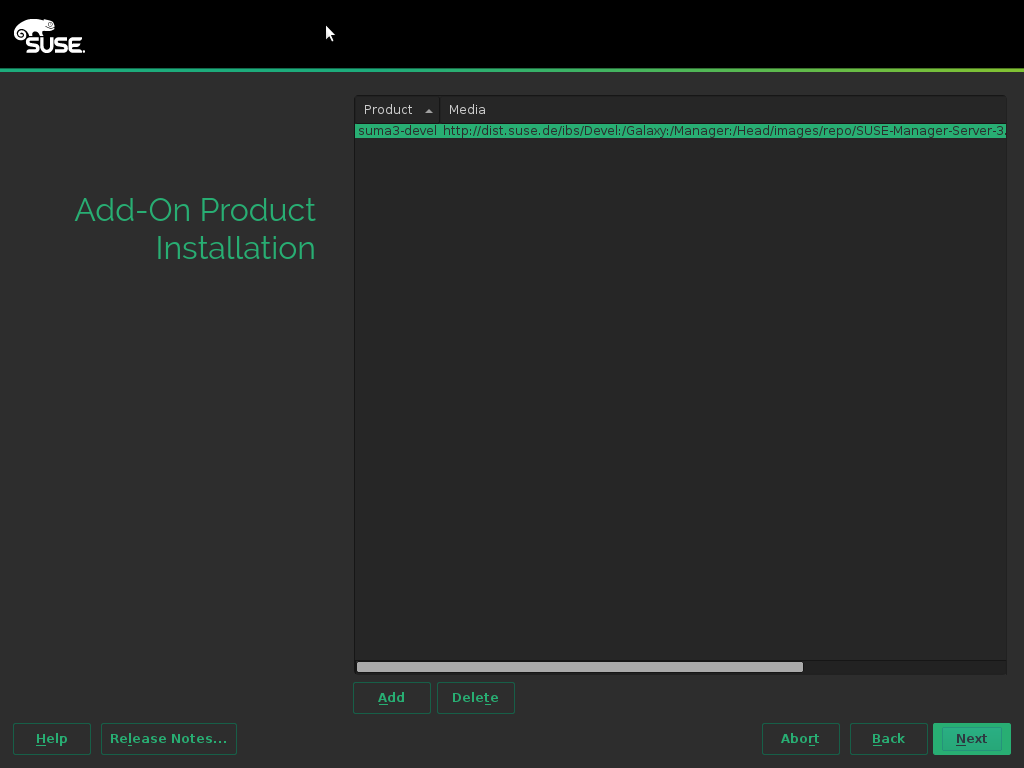 SUSE.
Product Media
suma3-devel http://dist.suse.de/ibs/Devel:/Galaxy:/Manager:/Head/images/repo/SUSE-Manager-Server-3.
Add-On Product
Installation
Add Delete
Help Release Notes... Abort Back Next